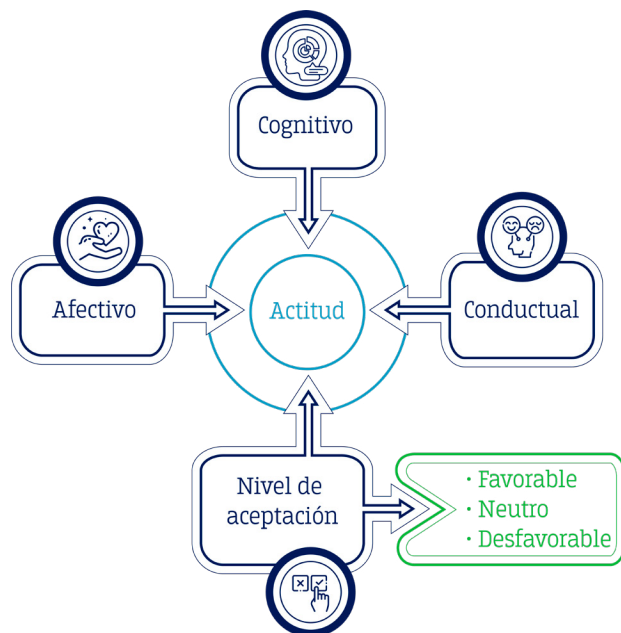 Cognitivo
Afectivo
Actitud
Conductual
Nivel de
aceptación
· Favorable
· Neutro
· Desfavorable